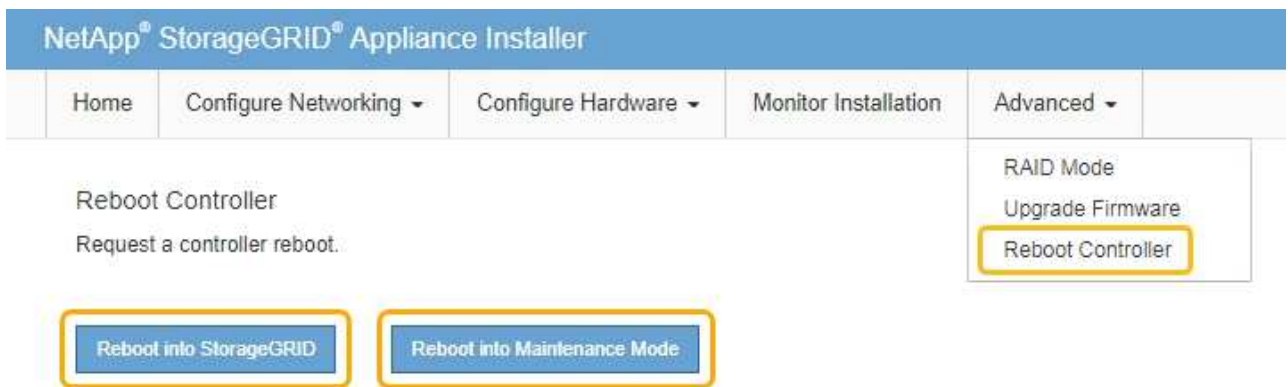 NetApp® StorageGRID® Appliance Installer
Home Configure Networking Configure Hardware Monitor Installation Advanced
RAID Mode
Upgrade Firmware
Reboot Controller
Reboot Controller
Request a controller reboot.
Reboot into StorageGRID Reboot into Maintenance Mode